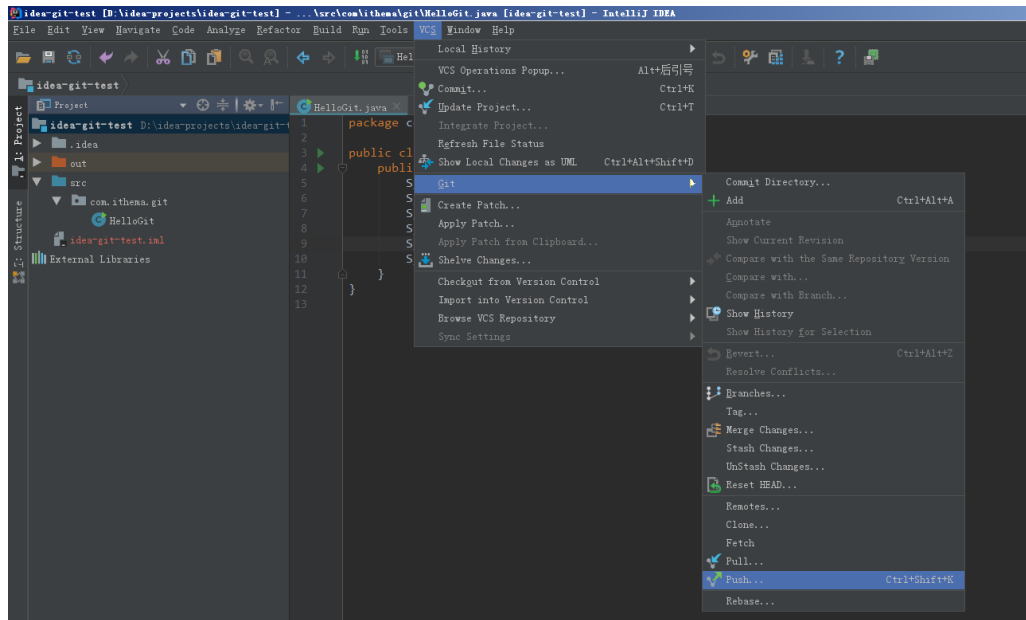 idea-git-test [D:\idea-projects\idea-git-test] - ...\src\com\ithema\git\HelloGit.java [idea-git-test] - IntelliJ IDEA
File Edit View Navigate Code Analyze Refactor Build Run Tools VCS Window Help
Hel
idea-git-test
Project
HelloGit.java
1: Project
Structure
idea-git-test D:\idea-projects\idea-git-t
.idea
out
src
com.ithema.git
HelloGit
idea-git-test.iml
External Libraries
1 package c
2
3 public cl
4 publi
5 S
6 S
7 S
8 S
9 S
10 S
11 }
12 }
13
Local History
VCS Operations Popup... Alt+后引号
Commit... Ctrl+K
Update Project... Ctrl+T
Integrate Project...
Refresh File Status
Show Local Changes as UML Ctrl+Alt+Shift+D
Git
Create Patch...
Apply Patch...
Apply Patch from Clipboard...
Shelve Changes...
Checkout from Version Control
Import into Version Control
Browse VCS Repository
Sync Settings
Commit Directory...
Add Ctrl+Alt+A
Annotate
Show Current Revision
Compare with the Same Repository Version
Compare with...
Compare with Branch...
Show History
Show History for Selection
Revert... Ctrl+Alt+Z
Resolve Conflicts...
Branches...
Tag...
Merge Changes...
Stash Changes...
UnStash Changes...
Reset HEAD...
Remotes...
Clone...
Fetch
Pull...
Push... Ctrl+Shift+K
Rebase...